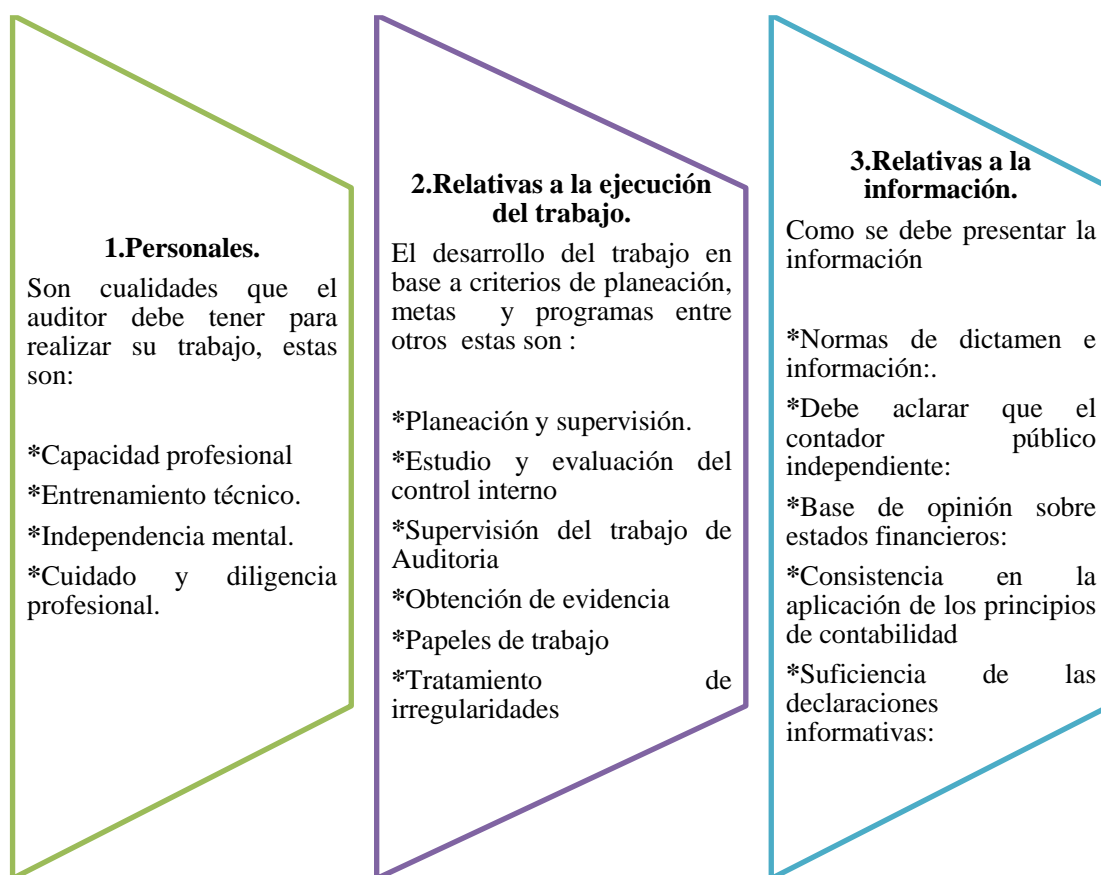 1.Personales.
Son cualidades que el
auditor debe tener para
realizar su trabajo, estas
son:
*Capacidad profesional
*Entrenamiento técnico.
*Independencia mental.
*Cuidado y diligencia
profesional.
2.Relativas a la ejecución
del trabajo.
El desarrollo del trabajo en
base a criterios de planeación,
metas y programas entre
otros estas son :
*Planeación y supervisión.
*Estudio y evaluación del
control interno
*Supervisión del trabajo de
Auditoria
*Obtención de evidencia
*Papeles de trabajo
*Tratamiento de
irregularidades
3.Relativas a la
información.
Como se debe presentar la
información
*Normas de dictamen e
información:.
*Debe aclarar que el
contador público
independiente:
*Base de opinión sobre
estados financieros:
*Consistencia en la
aplicación de los principios
de contabilidad
*Suficiencia de las
declaraciones
informativas: